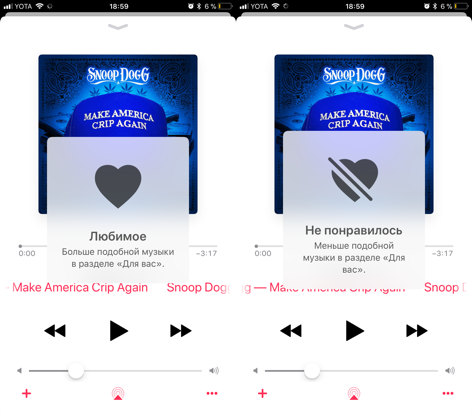 YOTA 18:59 6 %
SNOOP DOGG
MAKE AMERICA
CRIP AGAIN
Любимое
Больше подобной музыки
в разделе «Для вас».
0:00 −3:17
— Make America Crip Again Snoop Dogg
YOTA 18:59 6 %
SNOOP DOGG
MAKE AMERICA
CRIP AGAIN
Не понравилось
Меньше подобной
музыки в разделе «Для
вас».
0:00 −3:17
— Make America Crip Again Snoop